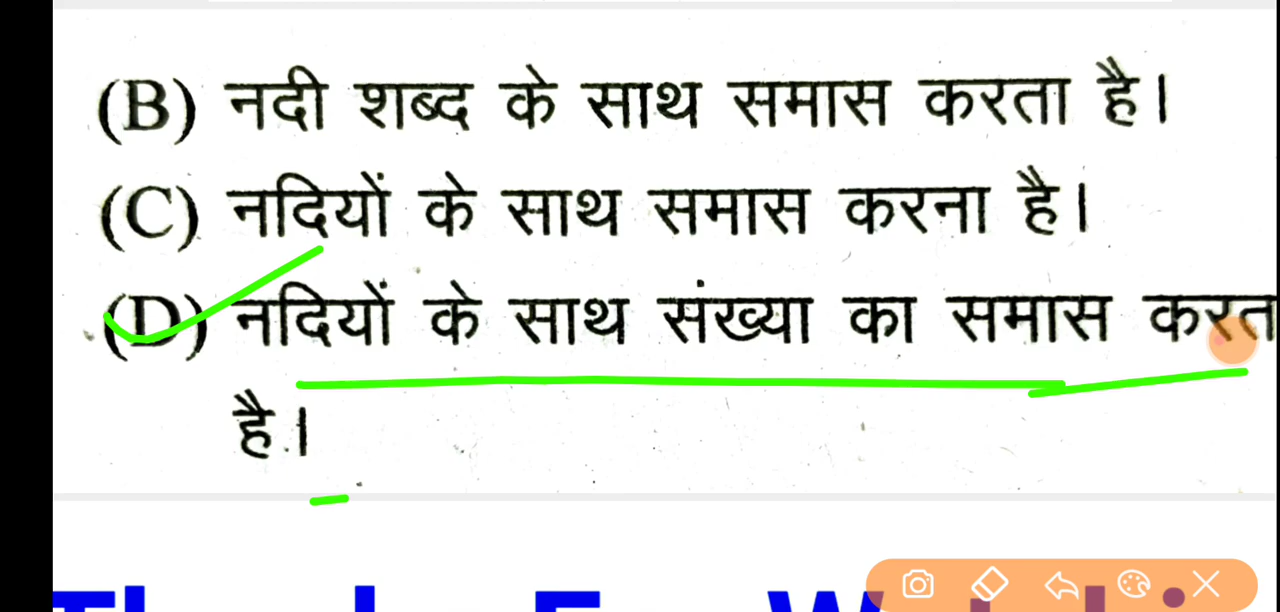 (B) नदी शब्द के साथ समास करता है।
(C) नदियों के साथ समास करना है।
(D) नदियों के साथ संख्या का समास करत
है।